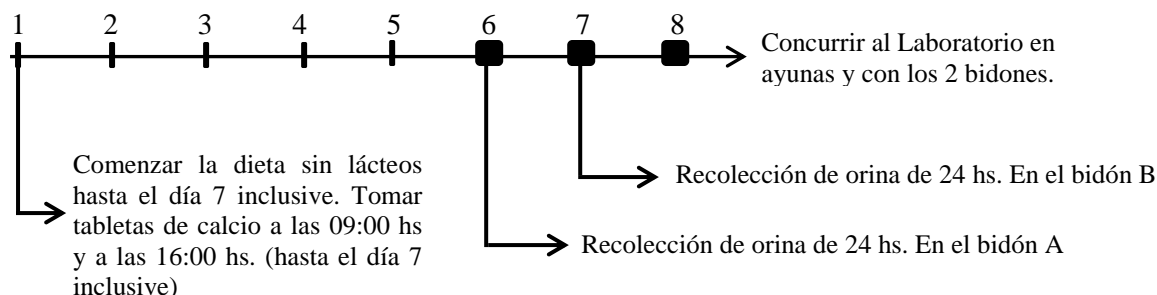 1 2 3 4 5 6 7 8
Concurrir al Laboratorio en
ayunas y con los 2 bidones.
Comenzar la dieta sin lácteos
hasta el día 7 inclusive. Tomar
tabletas de calcio a las 09:00 hs
y a las 16:00 hs. (hasta el día 7
inclusive)
Recolección de orina de 24 hs. En el bidón B
Recolección de orina de 24 hs. En el bidón A